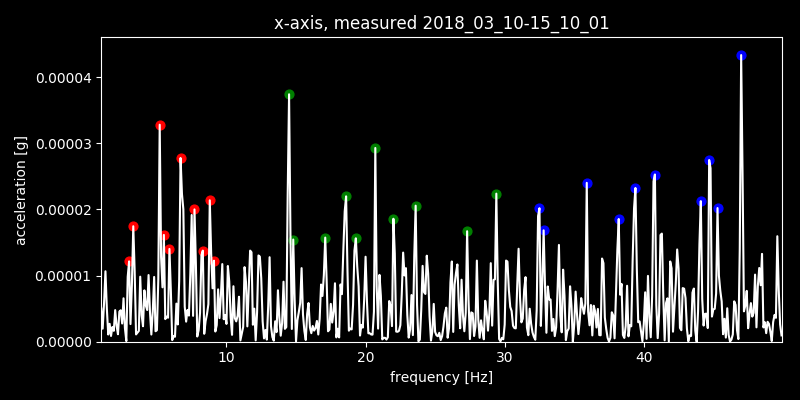 x-axis, measured 2018_03_10-15_10_01
0.00004
0.00003
0.00002
0.00001
0.00000
acceleration [g]
10 20 30 40
frequency [Hz]